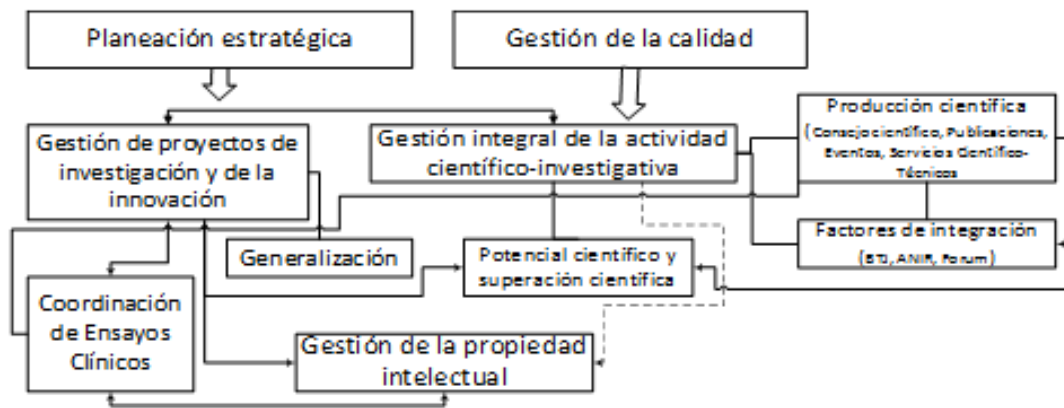 Planeación estratégica
Gestión de la calidad
Gestión de proyectos de
investigación y de la
innovación
Gestión integral de la actividad
científico-investigativa
Producción científica
(Consejo científico, Publicaciones,
Eventos, Servicios Científico-
Técnicos
Generalización
Potencial científico y
superación científica
Factores de integración
(BTJ, ANIR, Forum)
Coordinación
de Ensayos
Clínicos
Gestión de la propiedad
intelectual